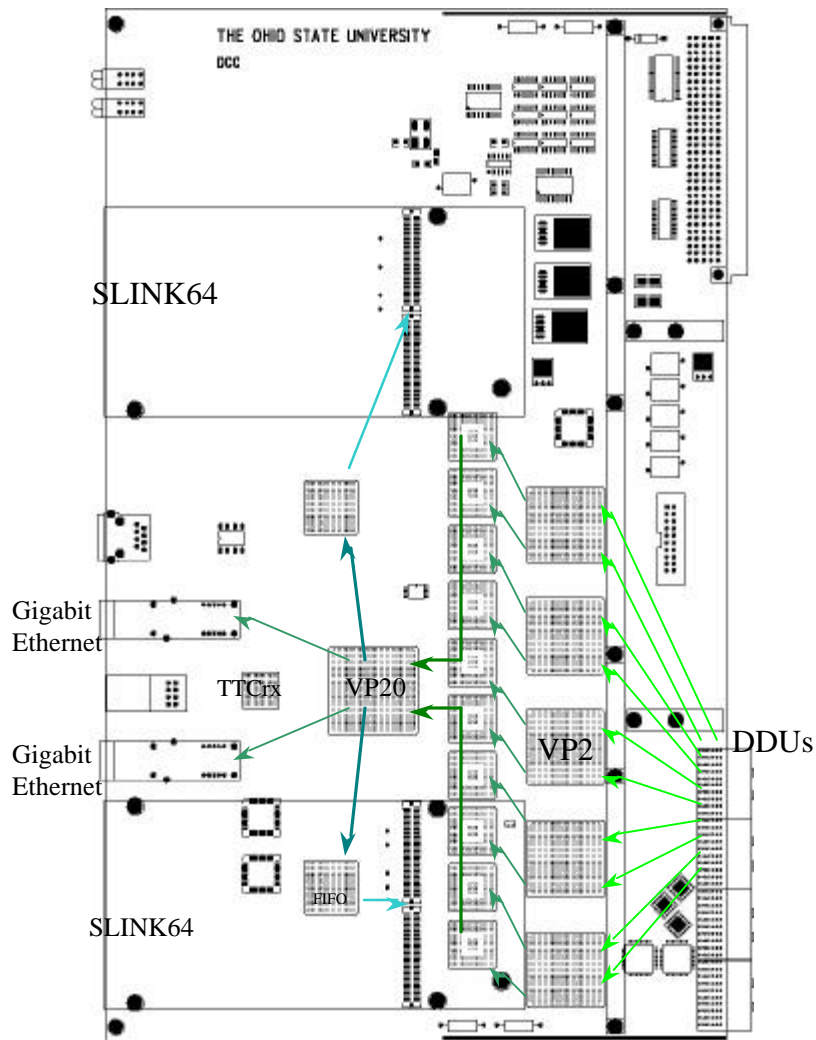 THE OHIO STATE UNIVERSITY
DCC
SLINK64
Gigabit
Ethernet
TTCrx
VP20
VP2
DDUs
Gigabit
Ethernet
FIFO
SLINK64